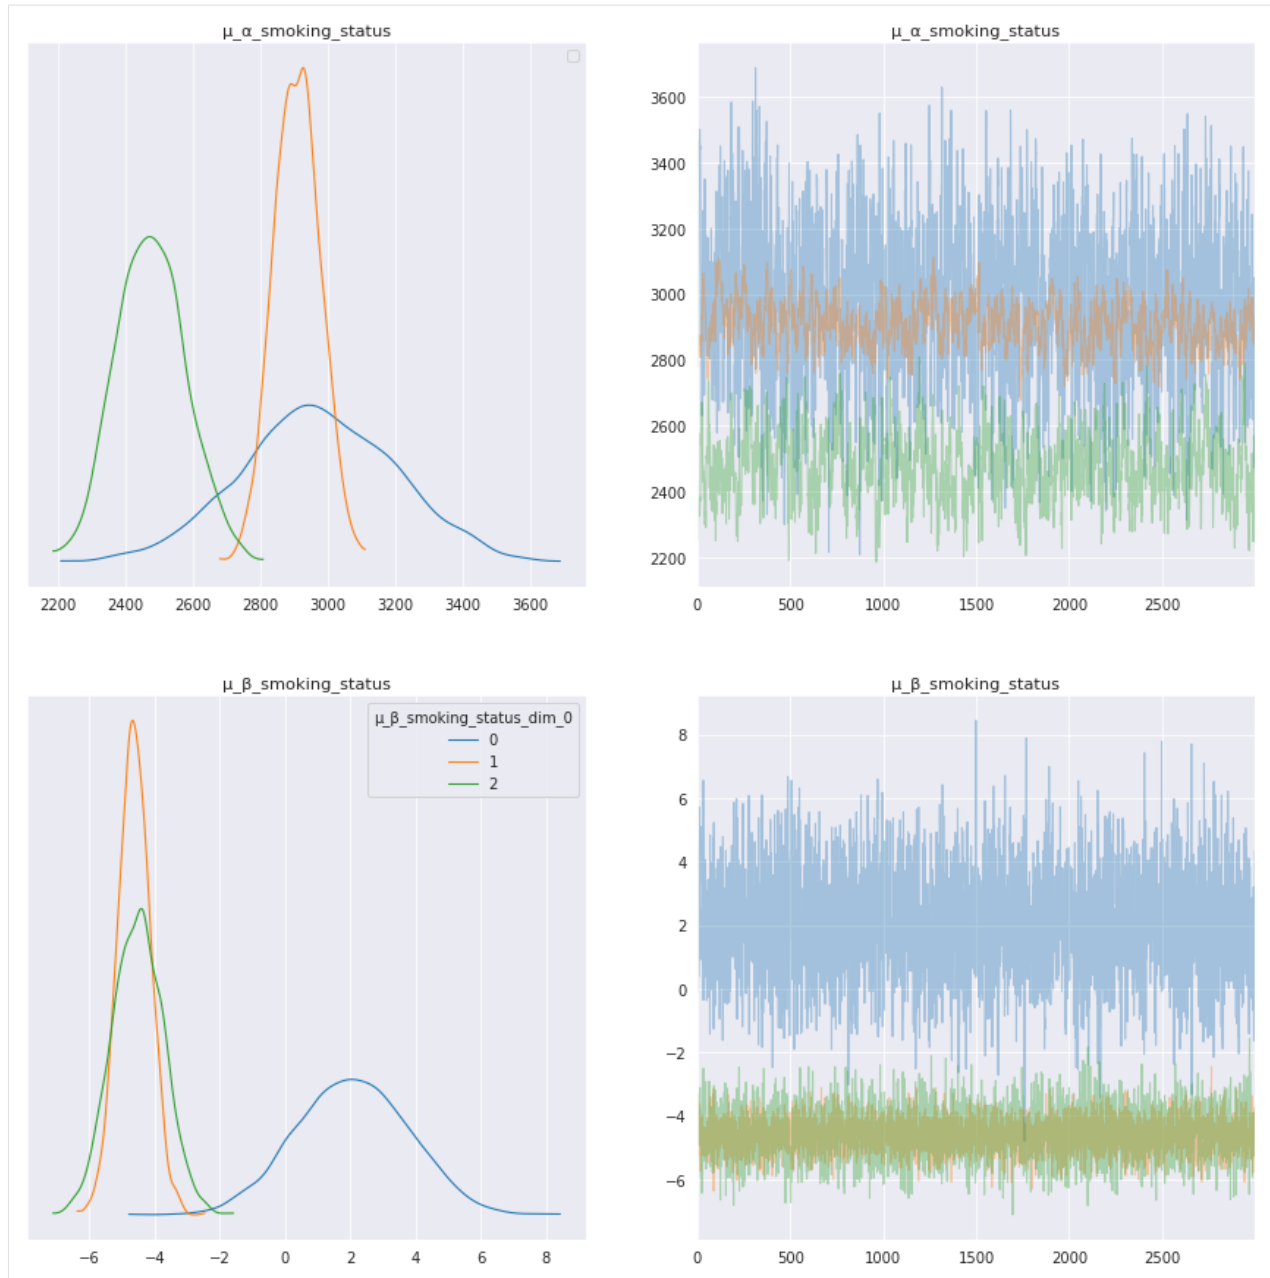 μ_α_smoking_status
2200 2400 2600 2800 3000 3200 3400 3600
μ_α_smoking_status
3600
3400
3200
3000
2800
2600
2400
2200
0 500 1000 1500 2000 2500
μ_β_smoking_status
μ_β_smoking_status_dim_0
0
1
2
−6 −4 −2 0 2 4 6 8
μ_β_smoking_status
8
6
4
2
0
−2
−4
−6
0 500 1000 1500 2000 2500